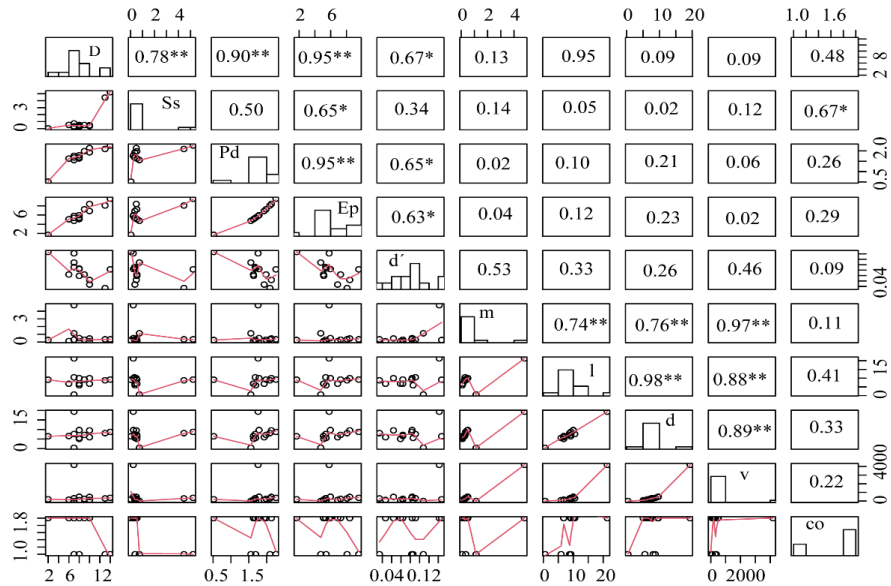 0 2 4 0 2 4 6 8 0 2 4 0 10 20 1.0 1.6
D 0.78** 0.90** 0.95** 0.67* 0.13 0.95 0.09 0.09 0.48 2 8
0 3 Ss 0.50 0.65* 0.34 0.14 0.05 0.02 0.12 0.67*
Pd 0.95** 0.65* 0.02 0.10 0.21 0.06 0.26 0.5 2.0
2 6 Ep 0.63* 0.04 0.12 0.23 0.02 0.29
d´ 0.53 0.33 0.26 0.46 0.09 0.04
0 3 m 0.74** 0.76** 0.97** 0.11
l 0.98** 0.88** 0.41 0 15
0 15 d 0.89** 0.33
v 0.22 0 4000
1.0 1.8 co
2 6 12 0.5 1.5 0.04 0.12 0 10 20 0 2000